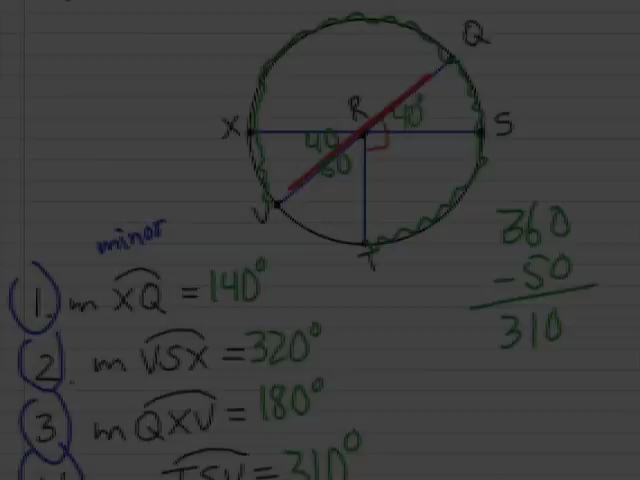 Q
X
R
40°
S
40
50
V
T
360
minor
- 50
1. m XQ = 140°
310
2. m VSX = 320°
3 m QXV = 180°
TSV = 310°